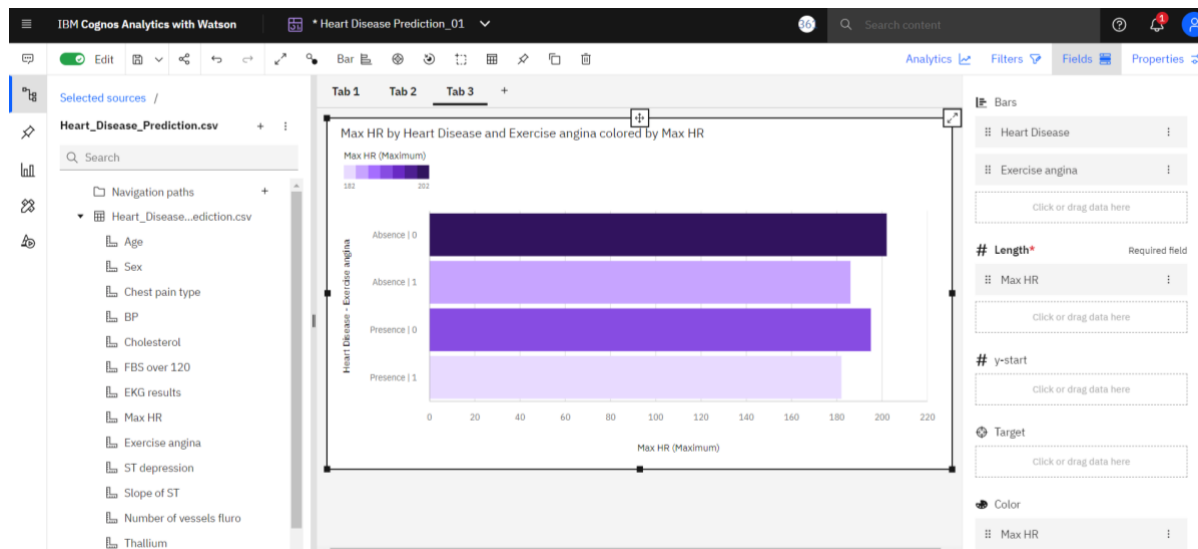 IBM Cognos Analytics with Watson
* Heart Disease Prediction_01
36
Search content
Edit
Bar
Analytics
Filters
Fields
Properties
Selected sources /
Heart_Disease_Prediction.csv
Search
Navigation paths
Heart_Disease...ediction.csv
Age
Sex
Chest pain type
BP
Cholesterol
FBS over 120
EKG results
Max HR
Exercise angina
ST depression
Slope of ST
Number of vessels fluro
Thallium
Tab 1 Tab 2 Tab 3 +
Max HR by Heart Disease and Exercise angina colored by Max HR
Max HR (Maximum)
182 202
Heart Disease - Exercise angina
Absence | 0
Absence | 1
Presence | 0
Presence | 1
0 20 40 60 80 100 120 140 160 180 200 220
Max HR (Maximum)
Bars
Heart Disease
Exercise angina
Click or drag data here
# Length* Required field
Max HR
Click or drag data here
# y-start
Click or drag data here
Target
Click or drag data here
Color
Max HR